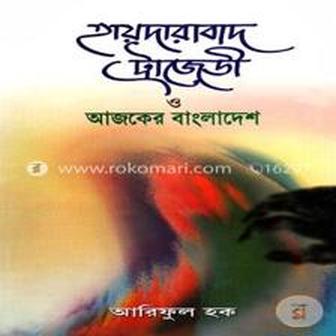 হায়দারাবাদ
ট্রাজেডী
ও
আজকের বাংলাদেশ
www.rokomari.com
আরিফুল হক